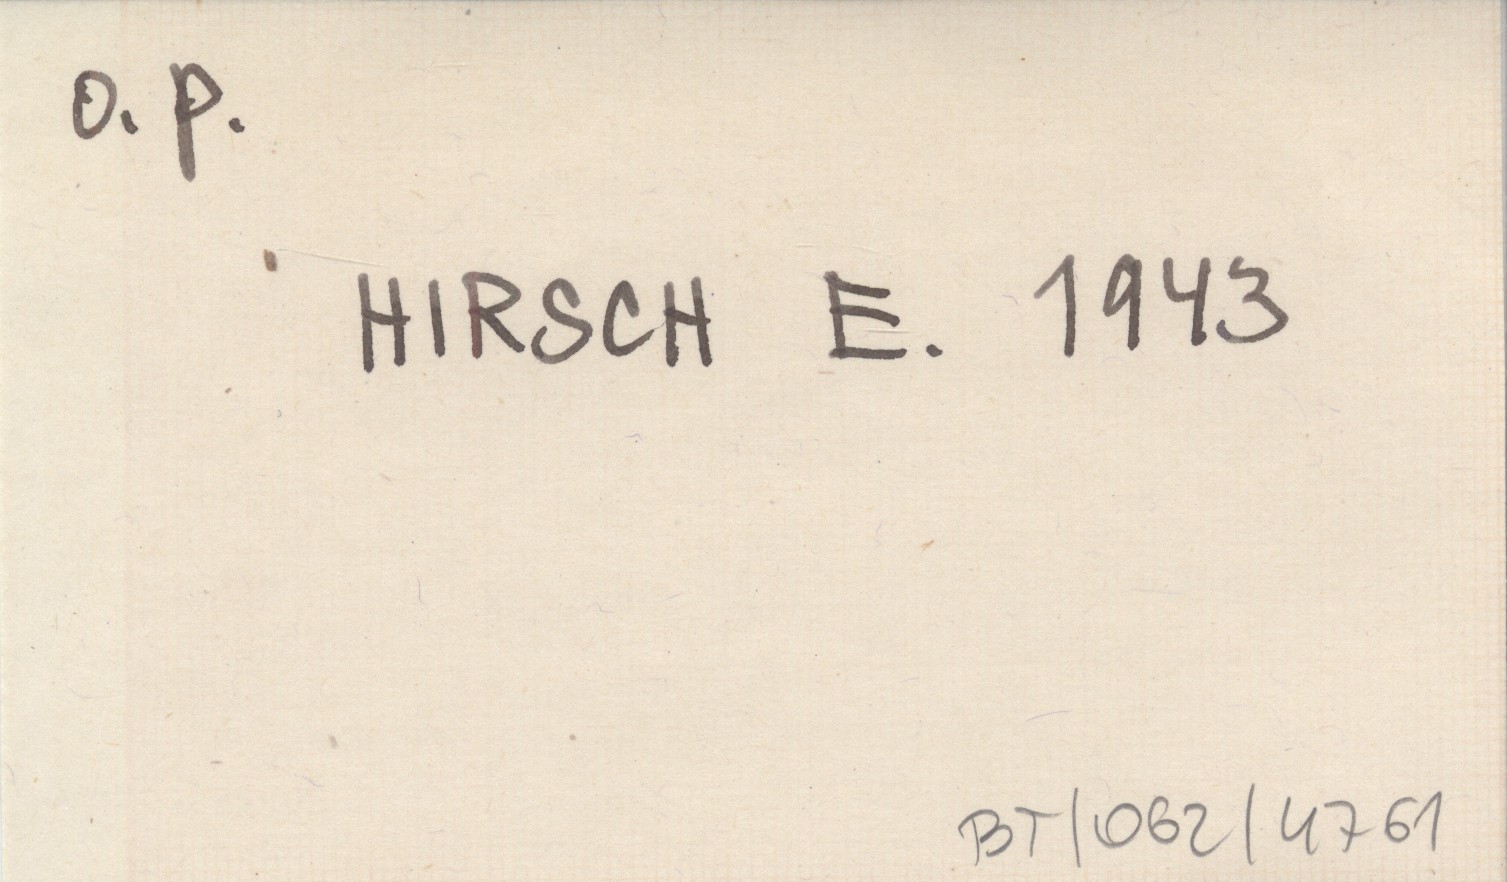 o. p.
HIRSCH E. 1943
BT/062/4761